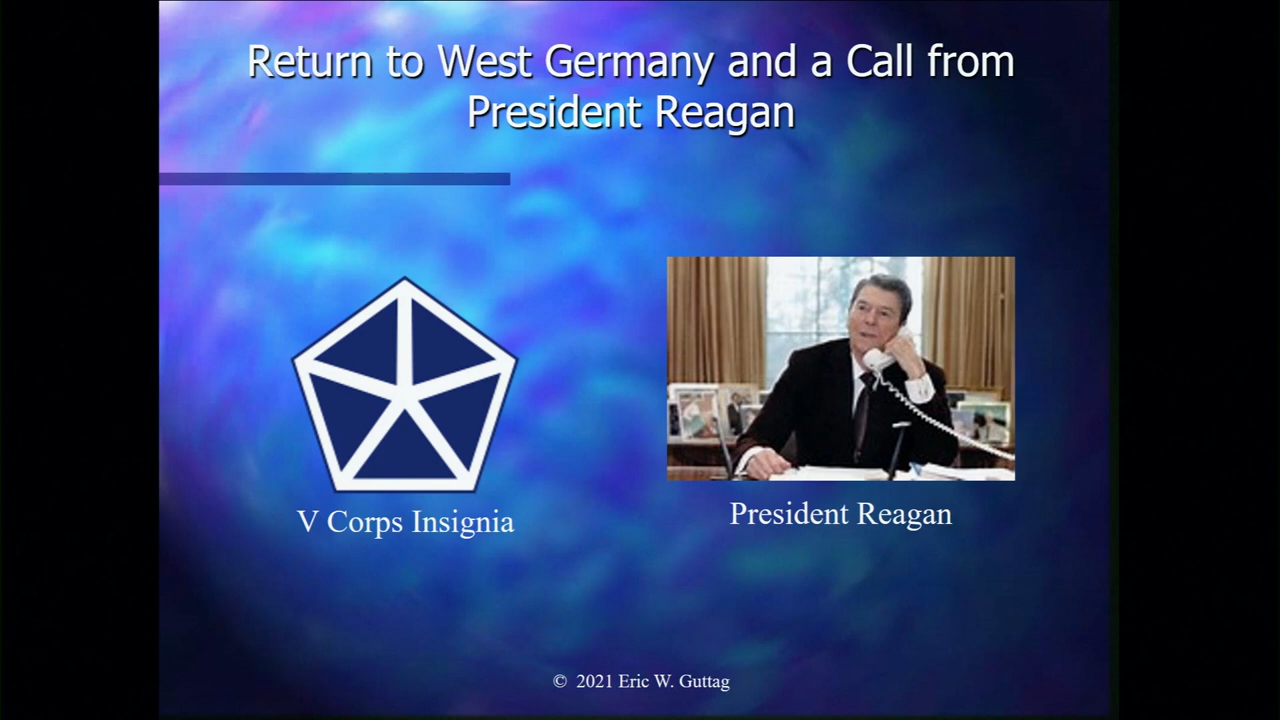 Return to West Germany and a Call from
President Reagan
V Corps Insignia
President Reagan
© 2021 Eric W. Guttag